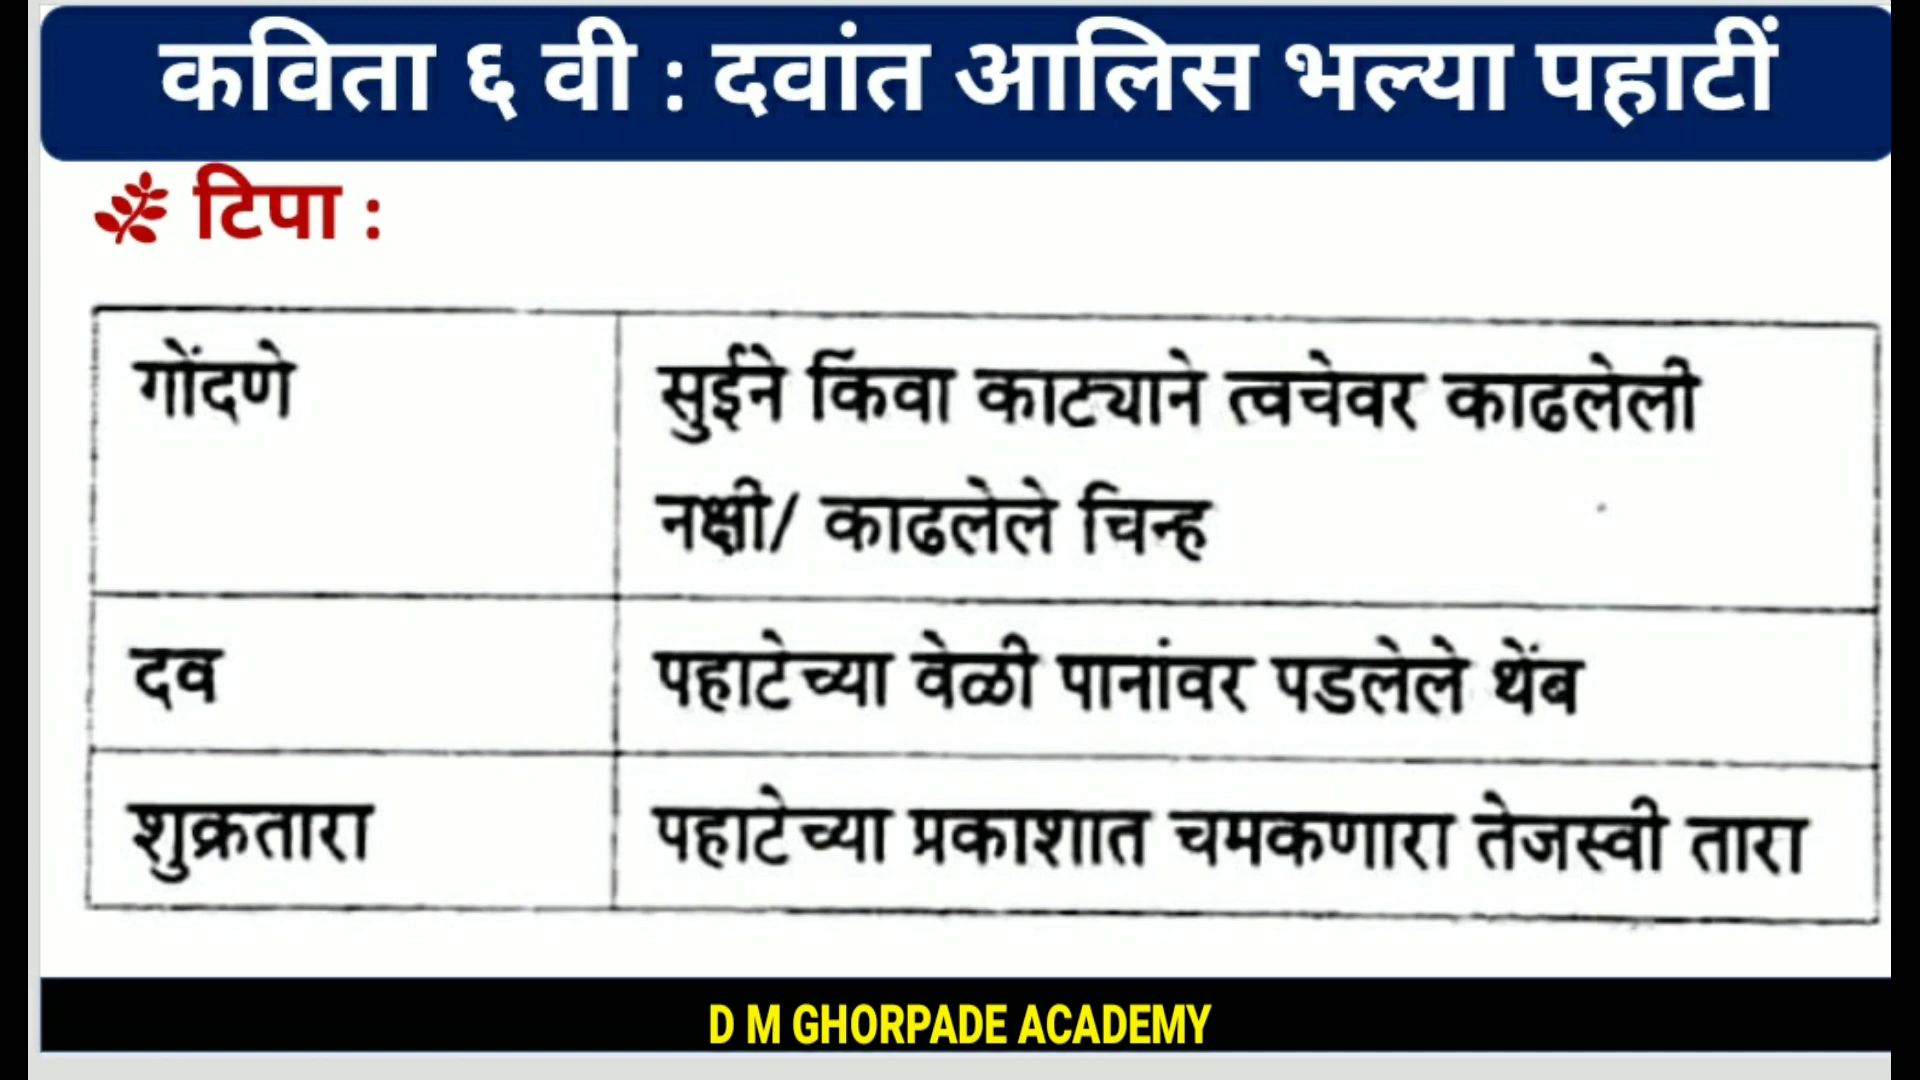 कविता ६ वी : दवांत आलिस भल्या पहाटीं
टिपा :
गोंदणे
सुईने किंवा काट्याने त्वचेवर काढलेली
नक्षी/ काढलेले चिन्ह
दव
पहाटेच्या वेळी पानांवर पडलेले थेंब
शुक्रतारा
पहाटेच्या प्रकाशात चमकणारा तेजस्वी तारा
D M GHORPADE ACADEMY